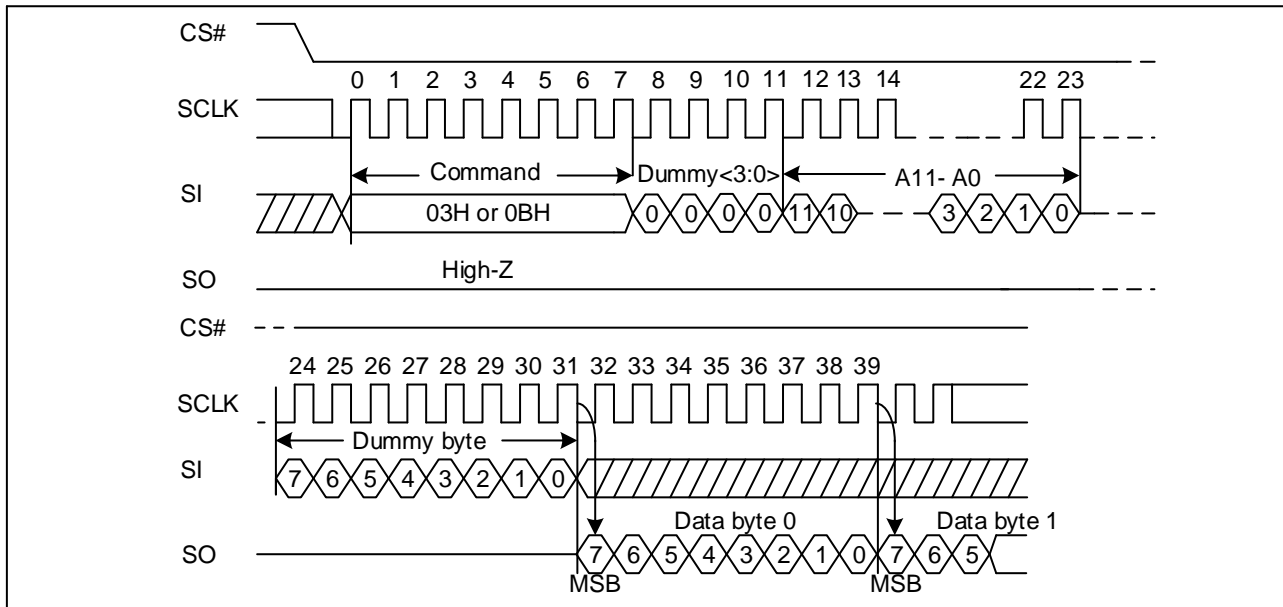 CS#
0 1 2 3 4 5 6 7 8 9 10 11 12 13 14 22 23
SCLK
Command Dummy<3:0> A11- A0
SI
03H or 0BH 0 0 0 0 11 10 3 2 1 0
High-Z
SO
CS#
24 25 26 27 28 29 30 31 32 33 34 35 36 37 38 39
SCLK
Dummy byte
SI
7 6 5 4 3 2 1 0
Data byte 0 Data byte 1
SO
7 6 5 4 3 2 1 0 7 6 5
MSB MSB